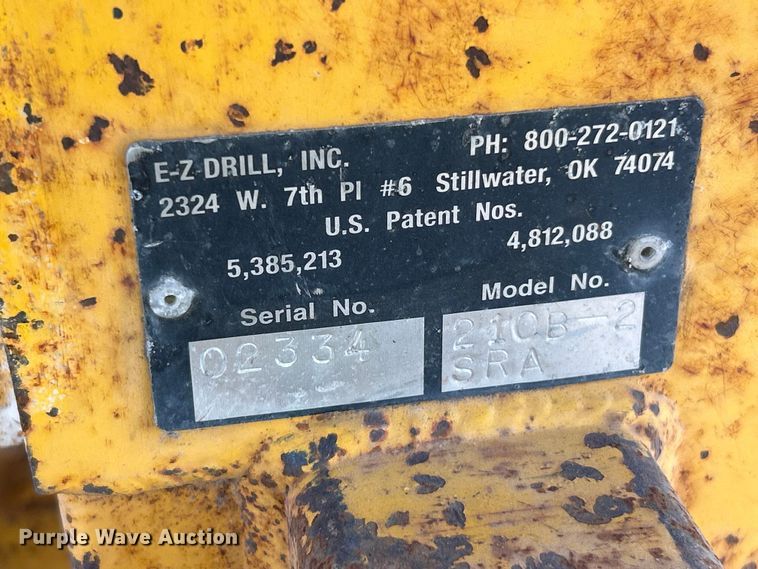 E-Z DRILL, INC. PH: 800-272-0121
2324 W. 7th Pl #6 Stillwater, OK 74074
U.S. Patent Nos.
5,385,213 4,812,088
Serial No. Model No.
02334 210B-2
SRA
Purple Wave Auction®